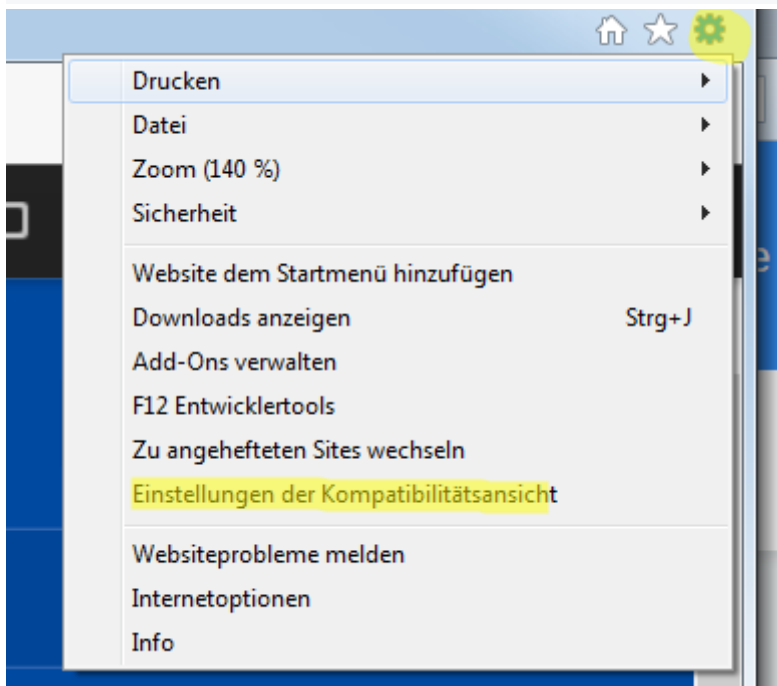 Drucken
Datei
Zoom (140 %)
Sicherheit
Website dem Startmenü hinzufügen
Downloads anzeigen Strg+J
Add-Ons verwalten
F12 Entwicklertools
Zu angehefteten Sites wechseln
Einstellungen der Kompatibilitätsansicht
Websiteprobleme melden
Internetoptionen
Info